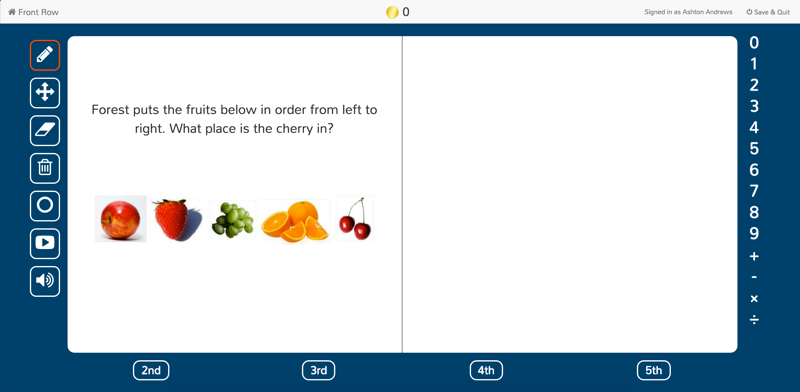 Front Row
0
Signed in as Ashton Andrews
Save & Quit
Forest puts the fruits below in order from left to
right. What place is the cherry in?
0
1
2
3
4
5
6
7
8
9
+
-
×
÷
2nd
3rd
4th
5th